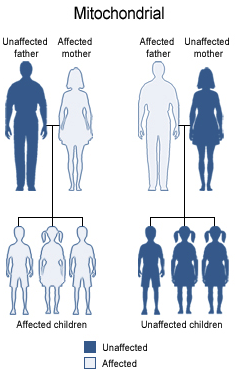 Mitochondrial
Unaffected father
Affected mother
Affected father
Unaffected mother
Affected children
Unaffected children
Unaffected
Affected